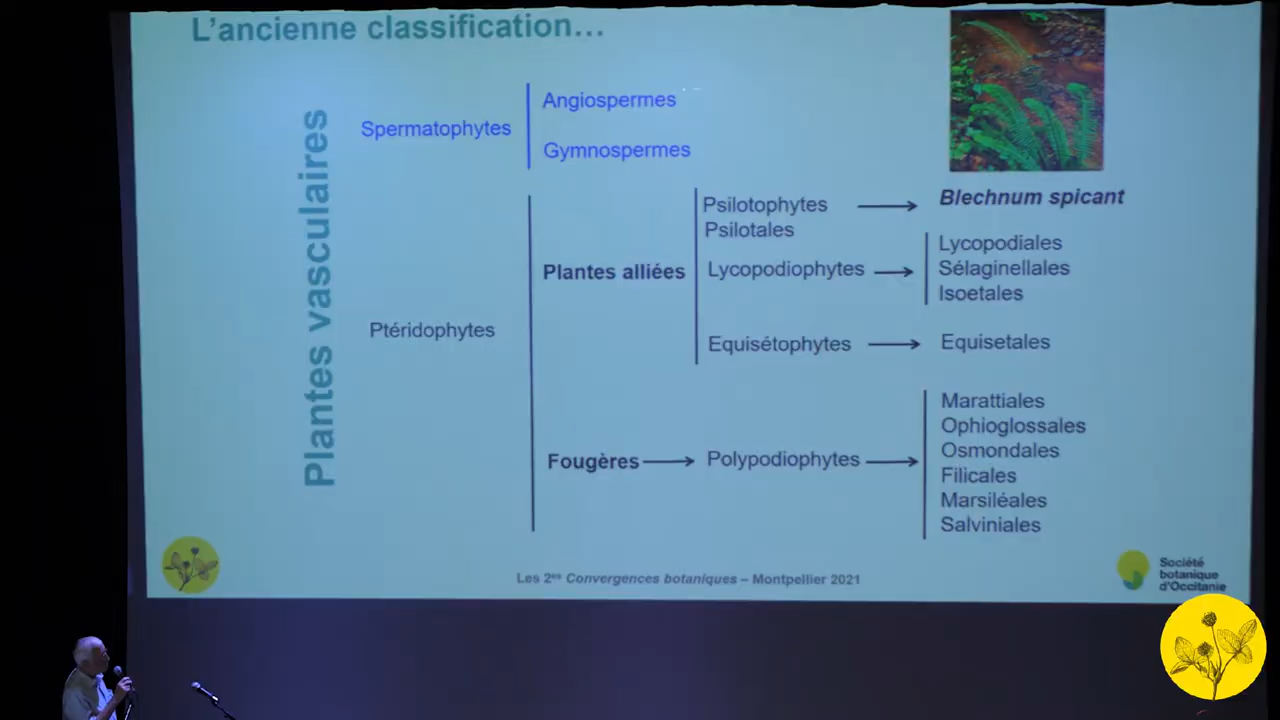 L'ancienne classification…
Plantes vasculaires
Spermatophytes
Angiospermes
Gymnospermes
Ptéridophytes
Plantes alliées
Psilotophytes
Psilotales
Blechnum spicant
Lycopodiophytes
Lycopodiales
Sélaginellales
Isoetales
Equisétophytes
Equisetales
Fougères
Polypodiophytes
Marattiales
Ophioglossales
Osmondales
Filicales
Marsiléales
Salviniales
Les 2es Convergences botaniques – Montpellier 2021
Société
botanique
d'Occitanie